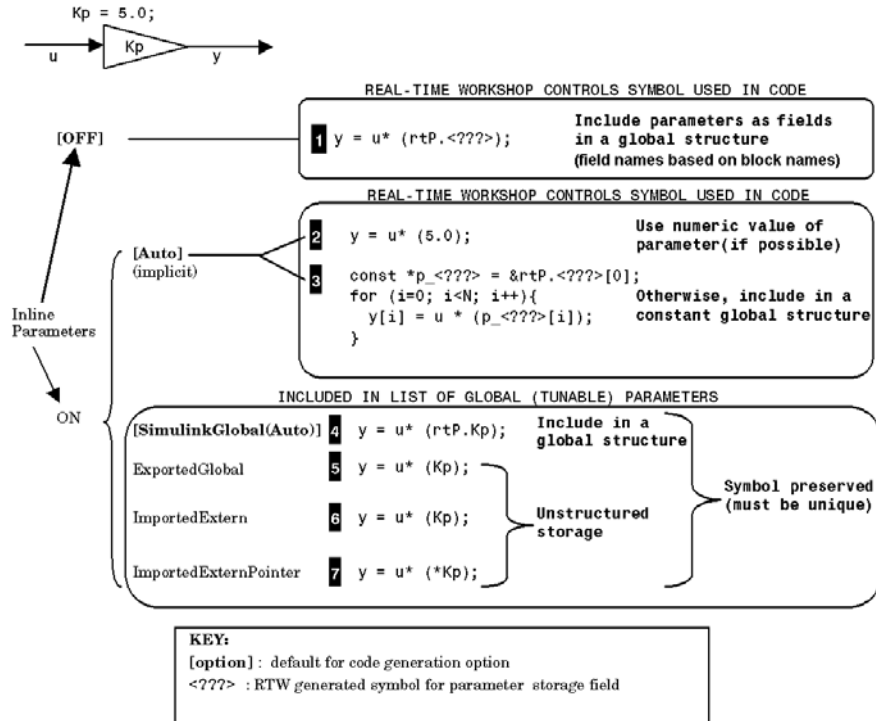 Kp = 5.0;
Kp
u
y
REAL-TIME WORKSHOP CONTROLS SYMBOL USED IN CODE
[OFF]
1 y = u* (rtP.<???>);
Include parameters as fields
in a global structure
(field names based on block names)
REAL-TIME WORKSHOP CONTROLS SYMBOL USED IN CODE
[Auto]
(implicit)
2 y = u* (5.0);
Use numeric value of
parameter(if possible)
3 const *p_<???> = &rtP.<???>[0];
for (i=0; i<N; i++){
y[i] = u * (p_<???>[i]);
}
Otherwise, include in a
constant global structure
Inline
Parameters
ON
INCLUDED IN LIST OF GLOBAL (TUNABLE) PARAMETERS
[SimulinkGlobal(Auto)] 4 y = u* (rtP.Kp);
Include in a
global structure
ExportedGlobal 5 y = u* (Kp);
ImportedExtern 6 y = u* (Kp);
ImportedExternPointer 7 y = u* (*Kp);
Unstructured
storage
Symbol preserved
(must be unique)
KEY:
[option] : default for code generation option
<???> : RTW generated symbol for parameter storage field